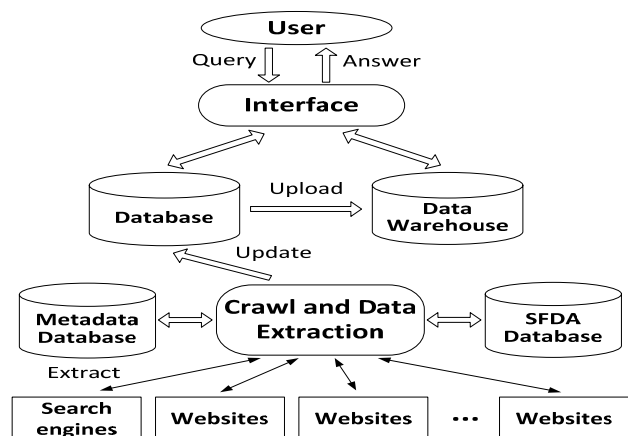 User
Query
Answer
Interface
Database
Upload
Data
Warehouse
Update
Metadata
Database
Crawl and Data
Extraction
SFDA
Database
Extract
Search
engines
Websites
Websites
...
Websites